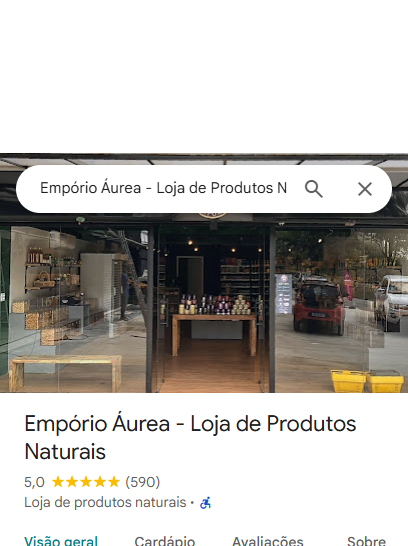 Empório Áurea - Loja de Produtos N
Empório Áurea - Loja de Produtos
Naturais
5,0 (590)
Loja de produtos naturais ·
Visão geral Cardápio Avaliações Sobre